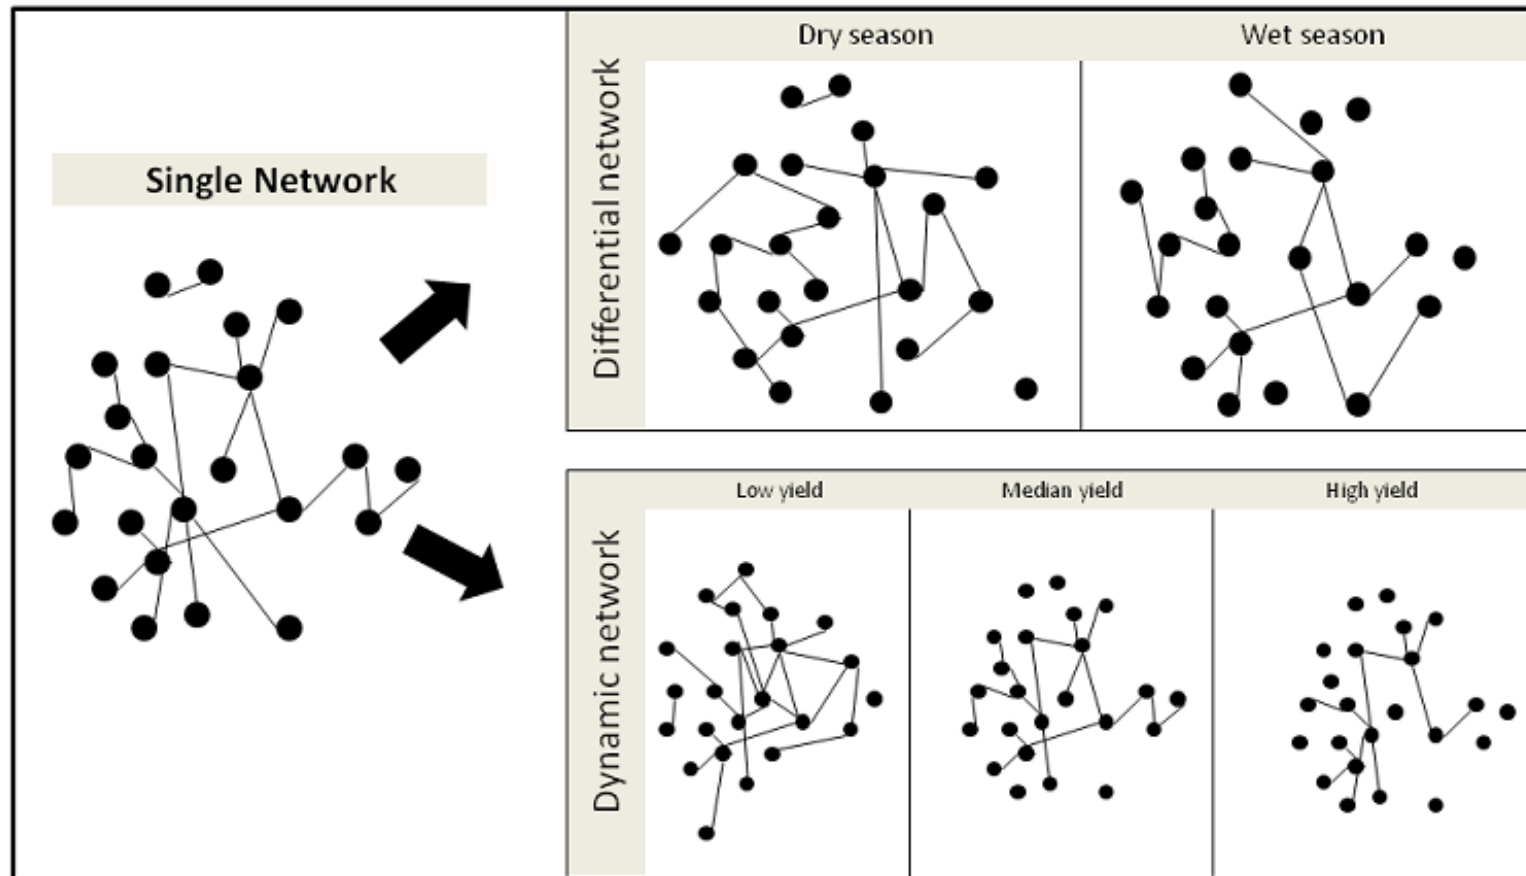 Single Network
Differential network
Dry season
Wet season
Dynamic network
Low yield
Median yield
High yield